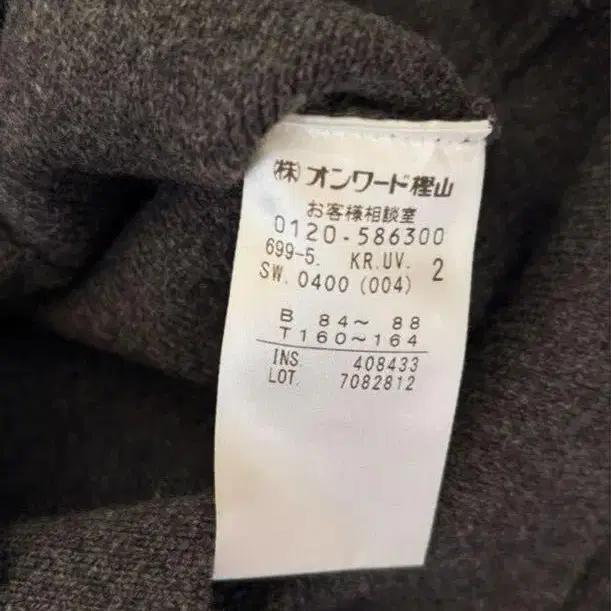 (株)オンワード樫山
お客様相談室
0120-586300
699-5. KR.UV. 2
SW. 0400 (004)
B 84～ 88
T 160～164
INS. 408433
LOT. 7082812